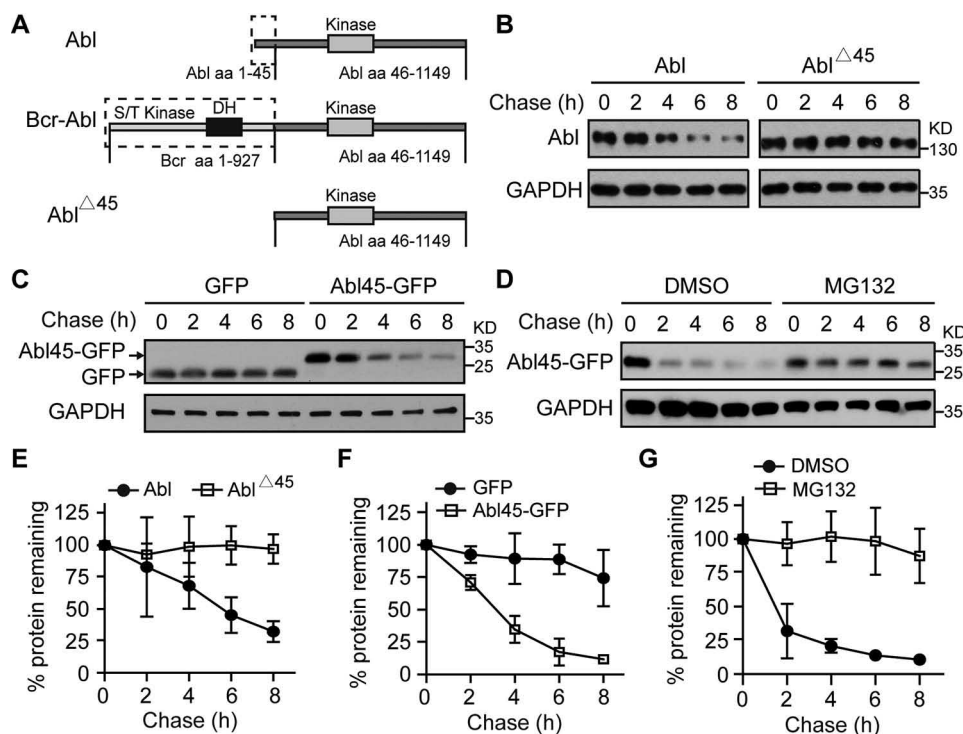 A
Abl
Kinase
Abl aa 1-45
Abl aa 46-1149
Bcr-Abl
S/T Kinase
DH
Kinase
Bcr aa 1-927
Abl aa 46-1149
Abl△45
Kinase
Abl aa 46-1149
B
Abl
Abl△45
Chase (h)
0 2 4 6 8
0 2 4 6 8
KD
Abl
130
GAPDH
35
C
GFP
Abl45-GFP
Chase (h)
0 2 4 6 8
0 2 4 6 8
KD
Abl45-GFP
35
GFP
25
GAPDH
35
D
DMSO
MG132
Chase (h)
0 2 4 6 8
0 2 4 6 8
KD
Abl45-GFP
35
25
GAPDH
35
E
Abl
Abl△45
% protein remaining
125
100
75
50
25
0
0 2 4 6 8
Chase (h)
F
GFP
Abl45-GFP
% protein remaining
125
100
75
50
25
0
0 2 4 6 8
Chase (h)
G
DMSO
MG132
% protein remaining
125
100
75
50
25
0
0 2 4 6 8
Chase (h)